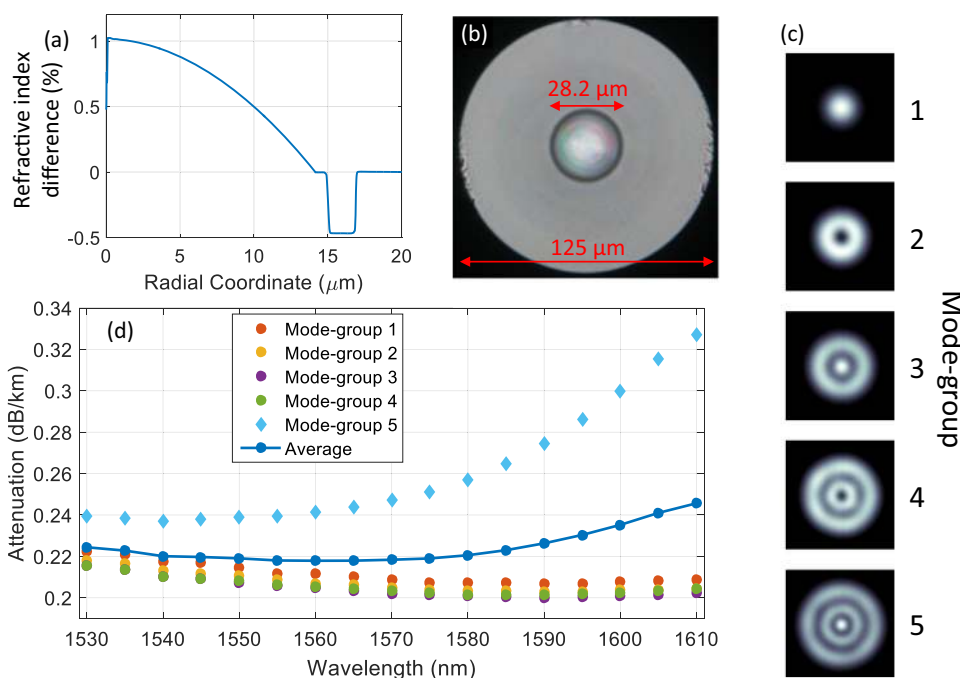 (a)
Refractive index
difference (%)
1
0.5
0
-0.5
0 5 10 15 20
Radial Coordinate (μm)
(b)
28.2 μm
125 μm
(c)
1
2
3
4
5
Mode-group
(d)
Attenuation (dB/km)
0.34
0.32
0.3
0.28
0.26
0.24
0.22
0.2
Mode-group 1
Mode-group 2
Mode-group 3
Mode-group 4
Mode-group 5
Average
1530 1540 1550 1560 1570 1580 1590 1600 1610
Wavelength (nm)